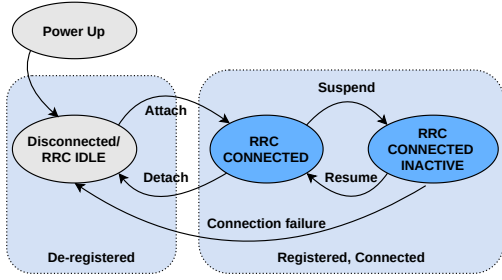 Power Up
Suspend
Attach
Disconnected/
RRC IDLE
RRC
CONNECTED
RRC
CONNECTED
INACTIVE
Detach
Resume
Connection failure
De-registered
Registered, Connected